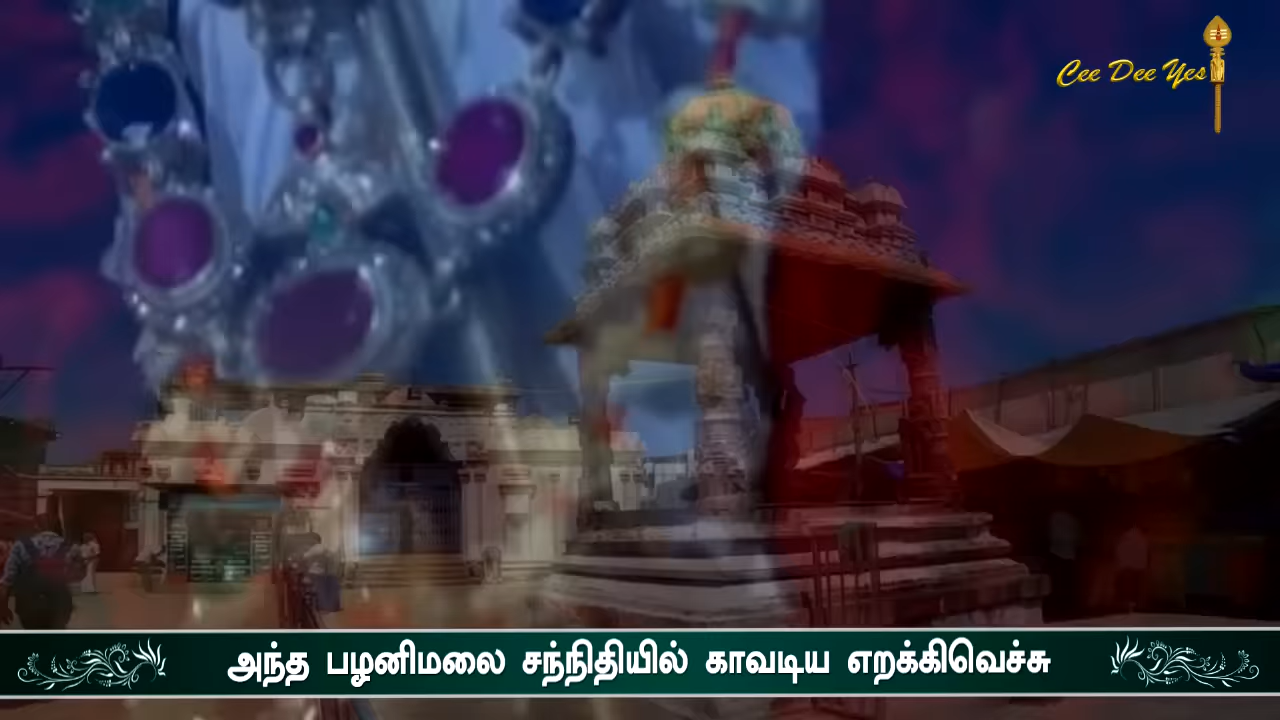 Cee Dee Yes
அந்த பழனிமலை சந்நிதியில் காவடிய எறக்கிவெச்சு